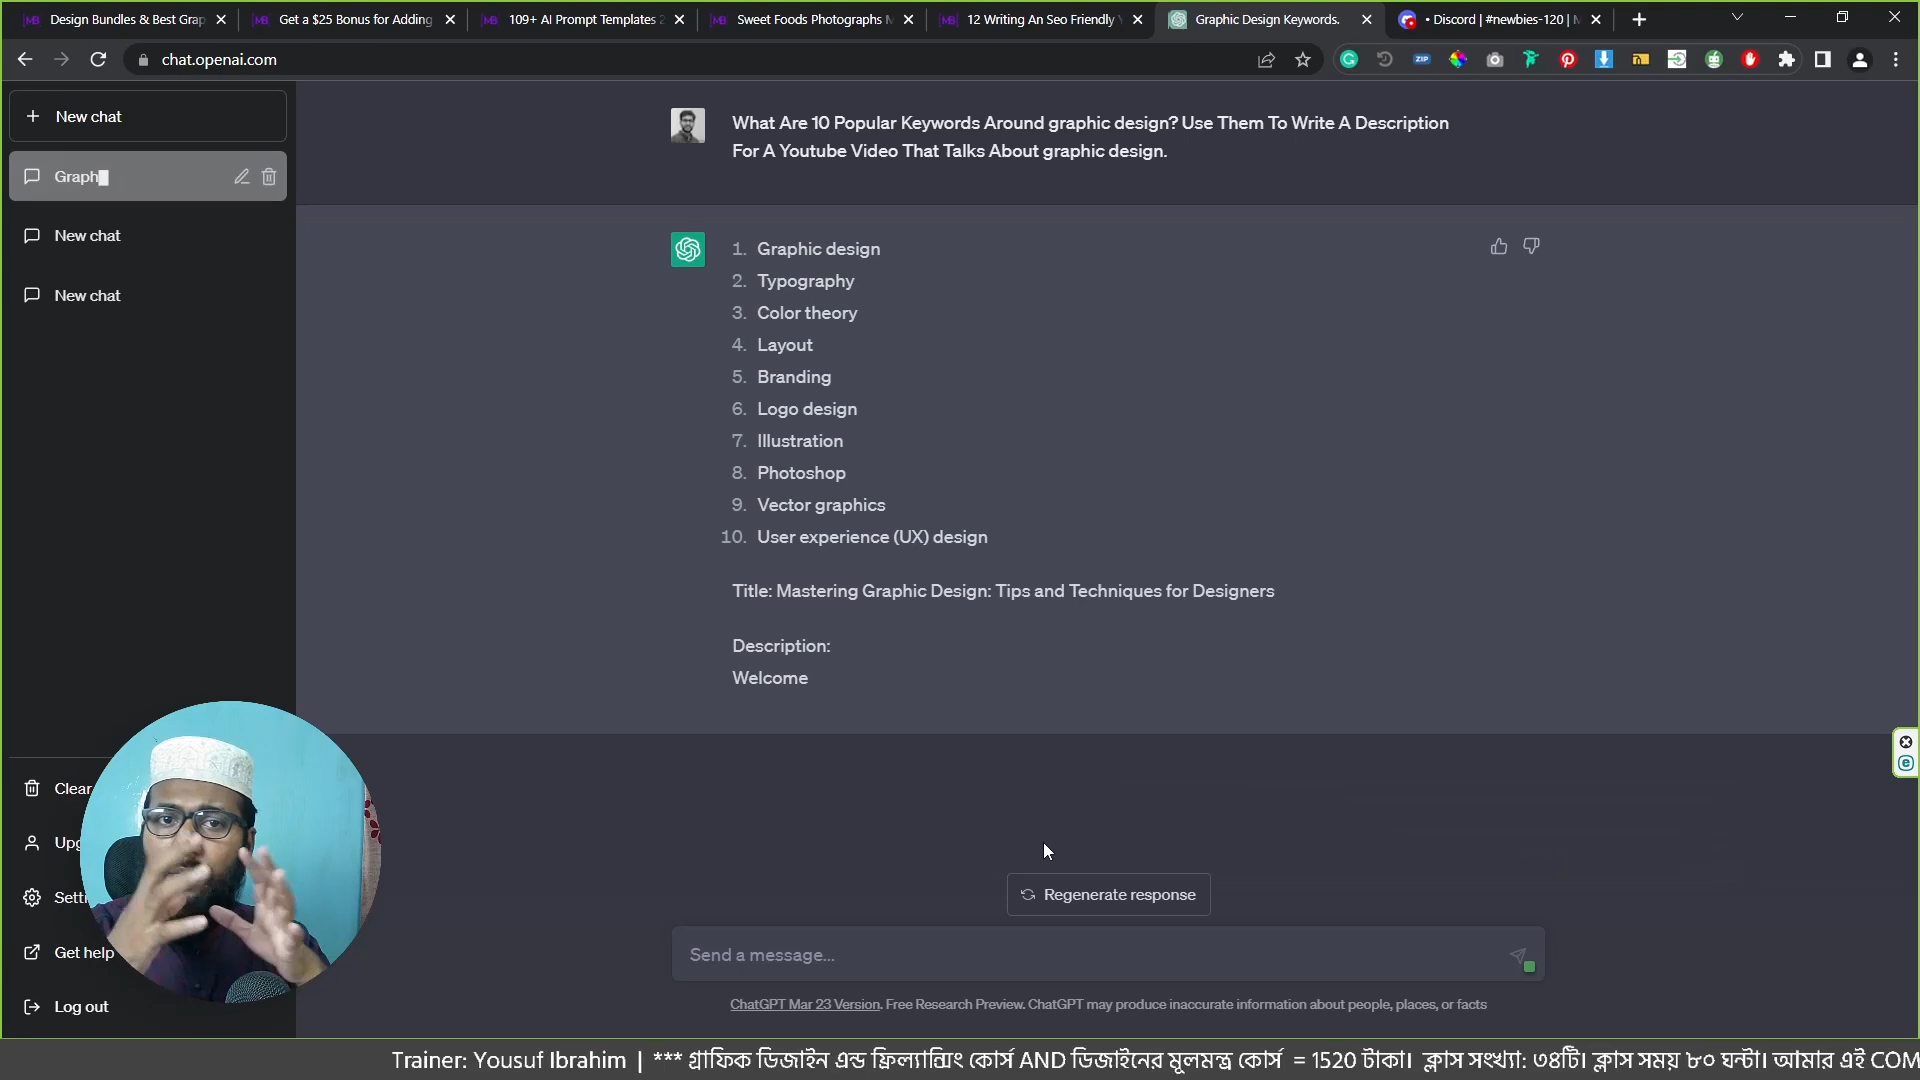 Design Bundles & Best Grap
Get a $25 Bonus for Adding
109+ AI Prompt Templates 2
Sweet Foods Photographs M
12 Writing An Seo Friendly Y
Graphic Design Keywords.
• Discord | #newbies-120 | M
chat.openai.com
ZIP
New chat
Graph
New chat
New chat
What Are 10 Popular Keywords Around graphic design? Use Them To Write A Description
For A Youtube Video That Talks About graphic design.
1. Graphic design
2. Typography
3. Color theory
4. Layout
5. Branding
6. Logo design
7. Illustration
8. Photoshop
9. Vector graphics
10. User experience (UX) design
Title: Mastering Graphic Design: Tips and Techniques for Designers
Description:
Welcome
Clear
Upg
Setti
Get help
Log out
Regenerate response
Send a message...
ChatGPT Mar 23 Version. Free Research Preview. ChatGPT may produce inaccurate information about people, places, or facts
Trainer: Yousuf Ibrahim | *** গ্রাফিক ডিজাইন এন্ড ফ্রিল্যান্সিং কোর্স AND ডিজাইনের মূলমন্ত্র কোর্স = 1520 টাকা। ক্লাস সংখ্যা: ৩৪টি। ক্লাস সময় ৮০ ঘন্টা। আমার এই COM